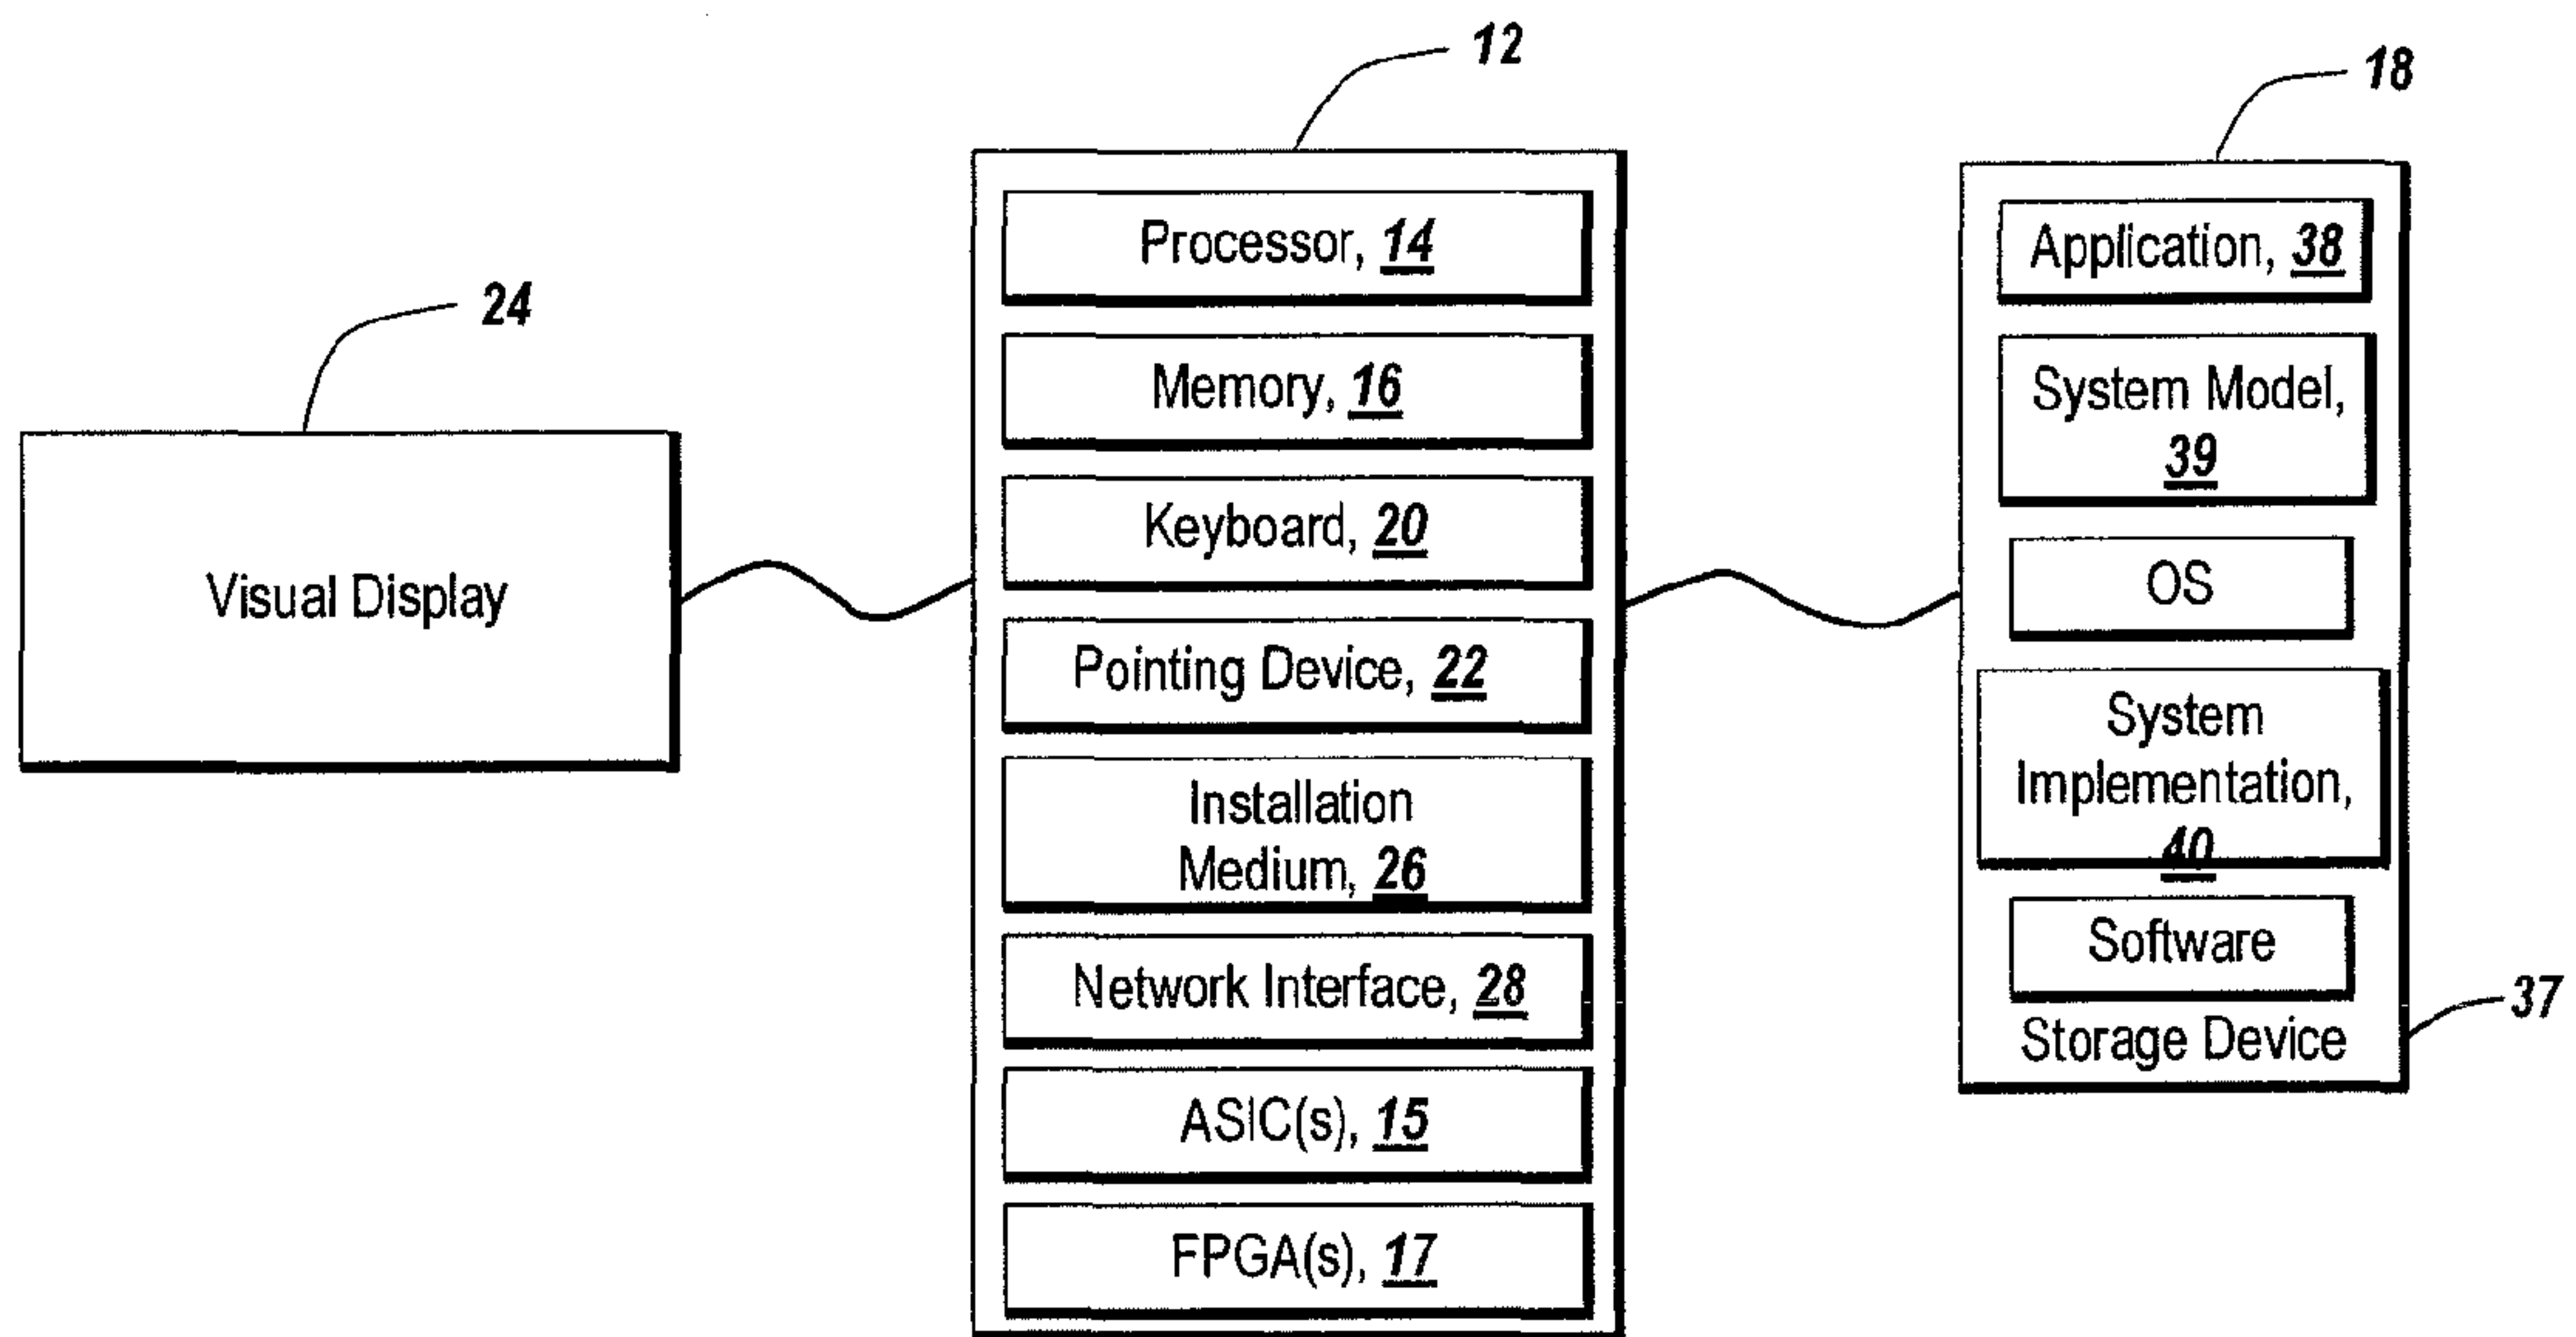 24
Visual Display
12
Processor, 14
Memory, 16
Keyboard, 20
Pointing Device, 22
Installation
Medium, 26
Network Interface, 28
ASIC(s), 15
FPGA(s), 17
18
Application, 38
System Model,
39
OS
System
Implementation,
40
Software
Storage Device
37